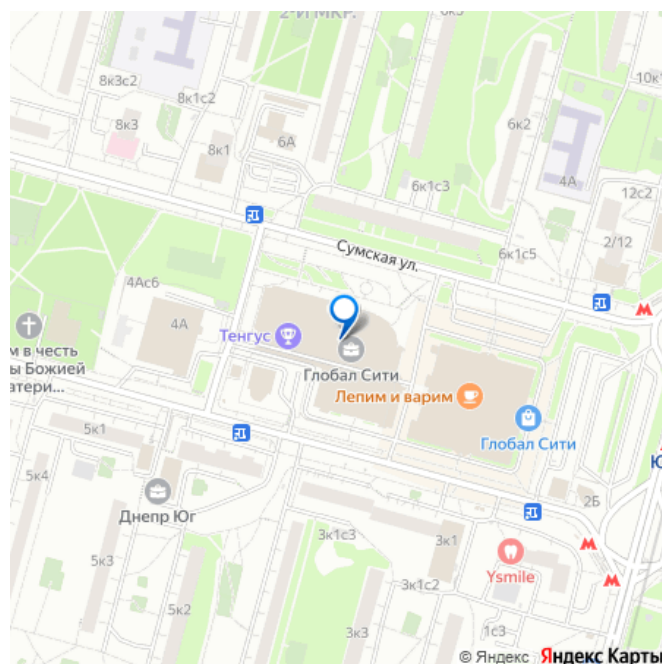 2-й мкр.
8к3с2
8к1с2
10к
8к3
8к1
6А
6к2
6к1с3
4А
12с2
Сумская ул.
6к1с5
2/12
4Ас6
4А
Тенгус
м в честь
ы Божией
атери...
Глобал Сити
Лепим и варим
Глобал Сити
5к1
Ю
5к4
Днепр Юг
2Б
3к1с3
3к1
5к3
Ysmile
3к1с2
5к2
3к3
1с3
© Яндекс Яндекс Карты